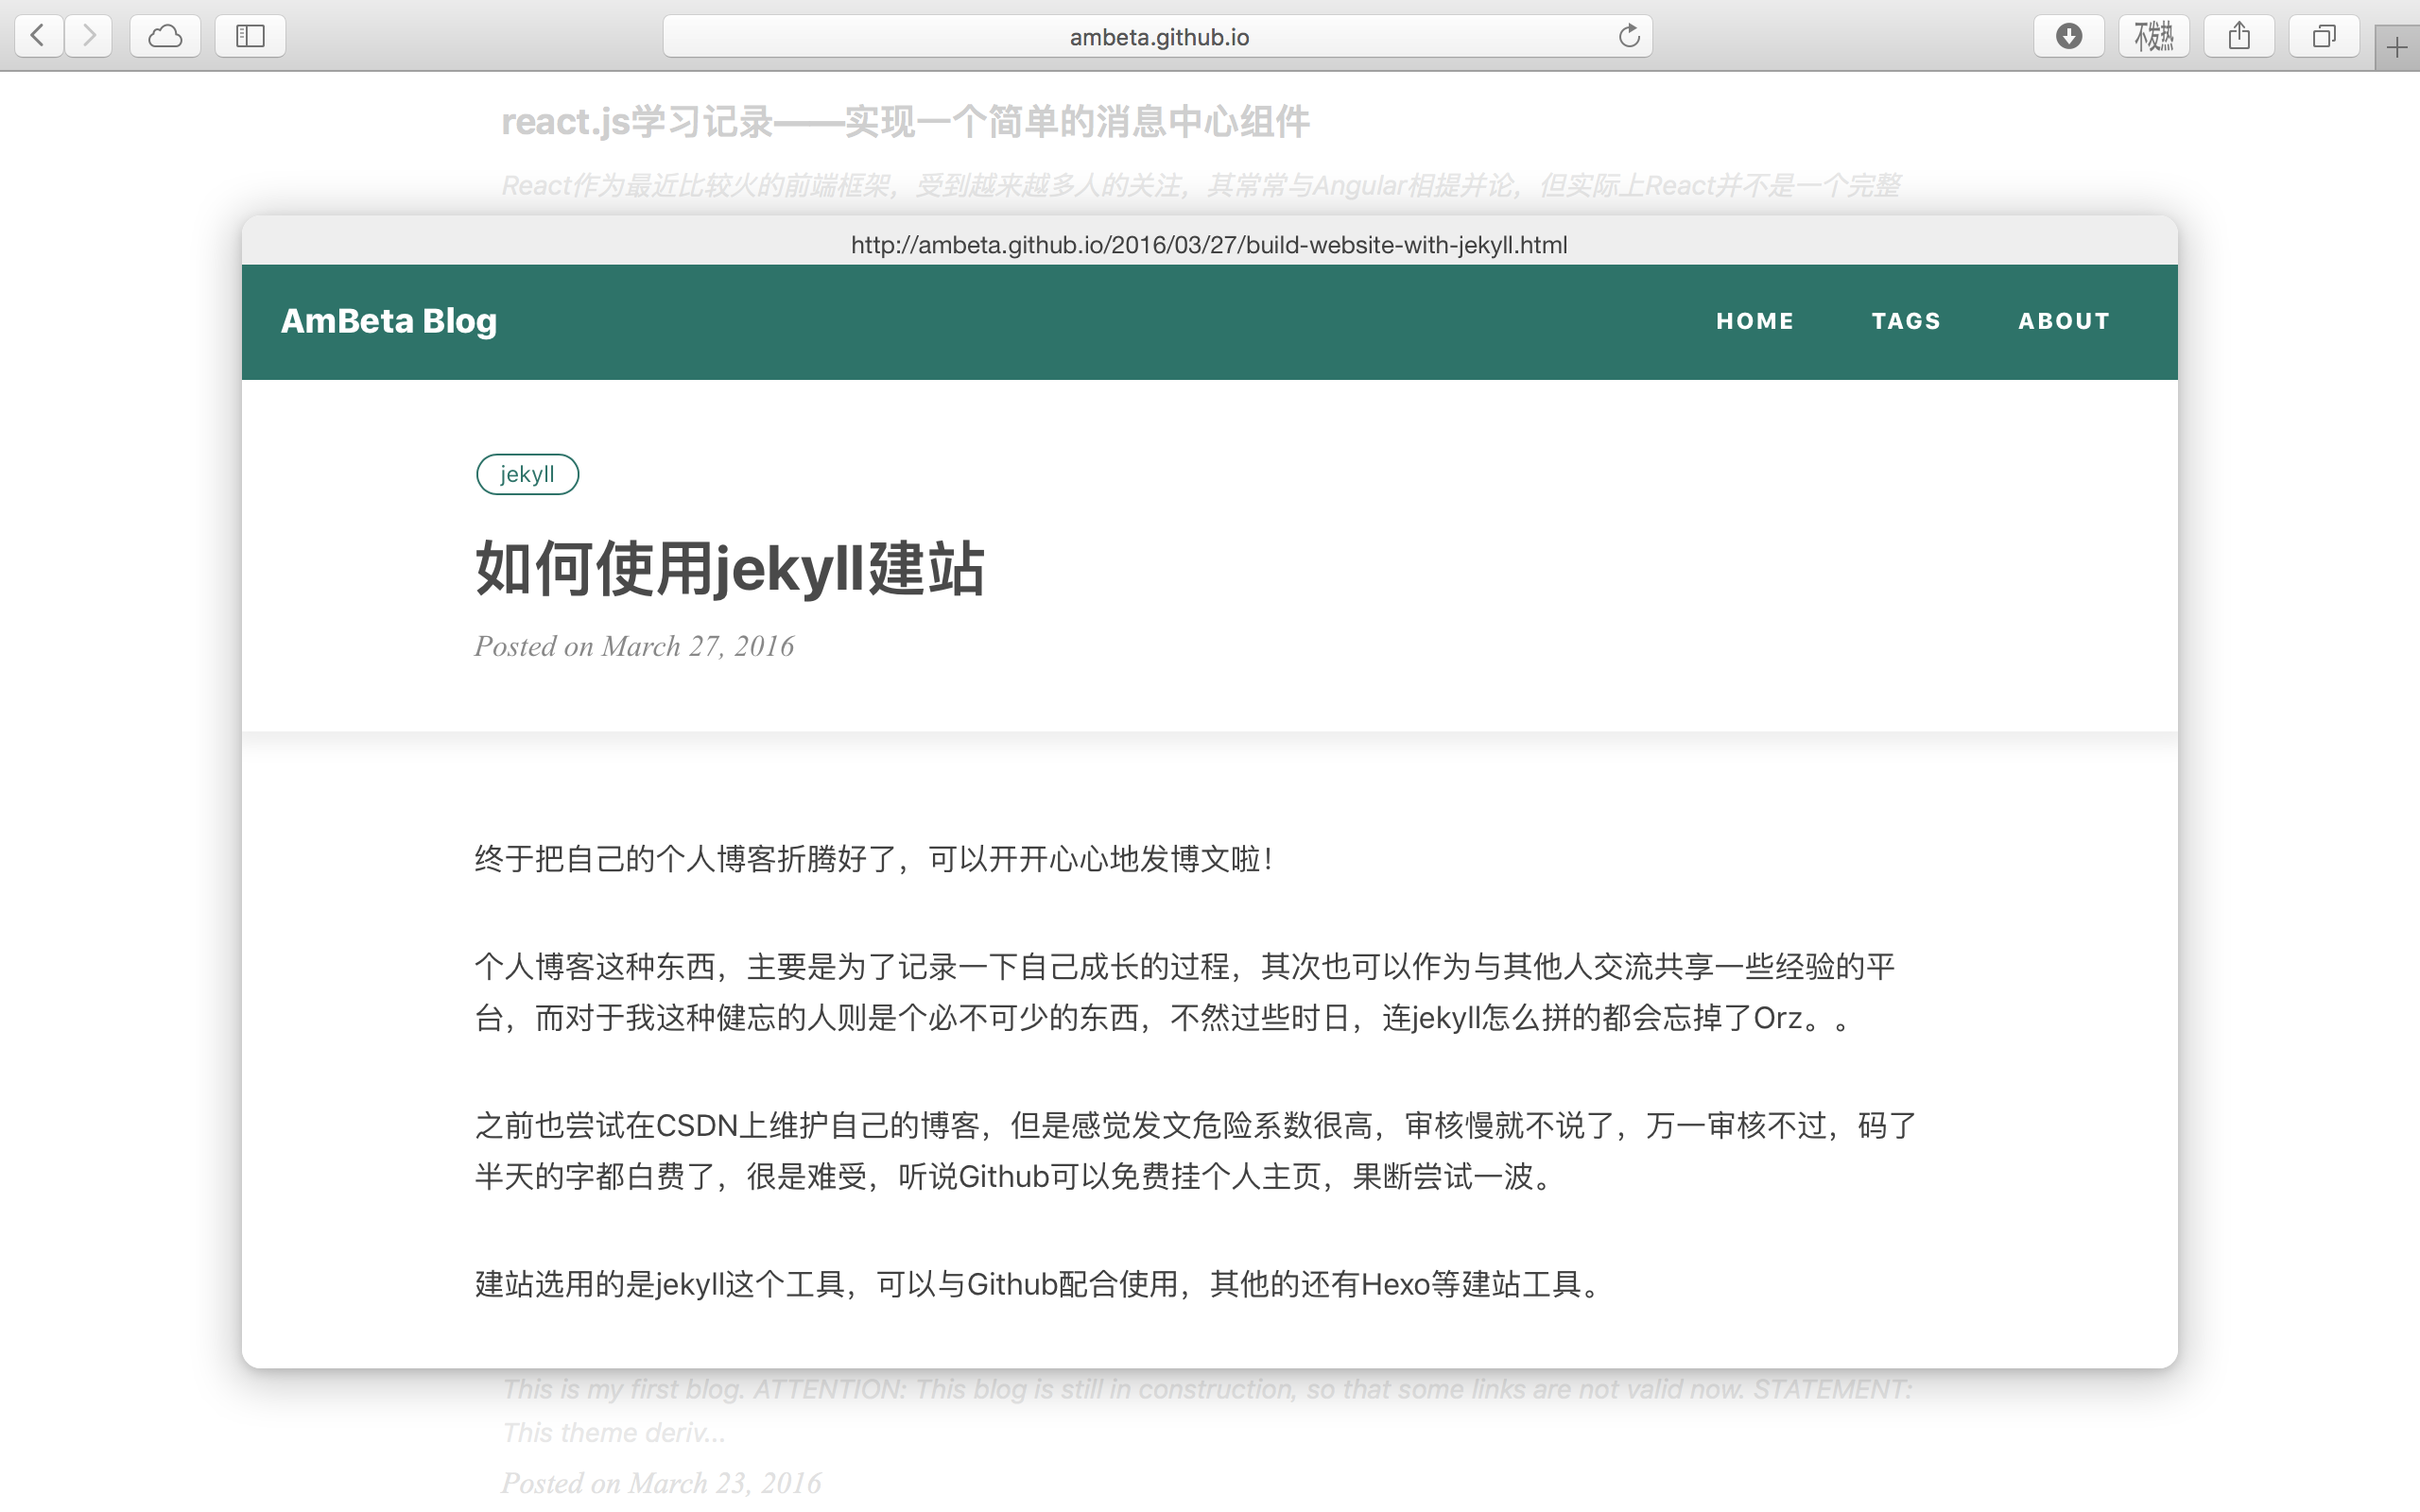 ambeta.github.io
不发热
react.js学习记录——实现一个简单的消息中心组件
React作为最近比较火的前端框架，受到越来越多人的关注，其常常与Angular相提并论，但实际上React并不是一个完整
http://ambeta.github.io/2016/03/27/build-website-with-jekyll.html
AmBeta Blog HOME TAGS ABOUT
jekyll
如何使用jekyll建站
Posted on March 27, 2016
终于把自己的个人博客折腾好了，可以开开心心地发博文啦！
个人博客这种东西，主要是为了记录一下自己成长的过程，其次也可以作为与其他人交流共享一些经验的平
台，而对于我这种健忘的人则是个必不可少的东西，不然过些时日，连jekyll怎么拼的都会忘掉了Orz。。
之前也尝试在CSDN上维护自己的博客，但是感觉发文危险系数很高，审核慢就不说了，万一审核不过，码了
半天的字都白费了，很是难受，听说Github可以免费挂个人主页，果断尝试一波。
建站选用的是jekyll这个工具，可以与Github配合使用，其他的还有Hexo等建站工具。
This is my first blog. ATTENTION: This blog is still in construction, so that some links are not valid now. STATEMENT:
This theme deriv...
Posted on March 23, 2016